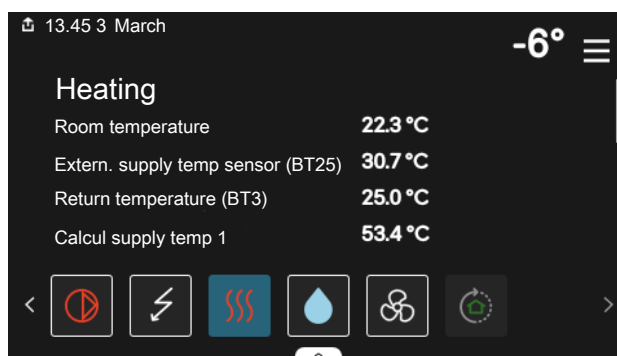 13.45 3 March
-6°
Heating
Room temperature 22.3 °C
Extern. supply temp sensor (BT25) 30.7 °C
Return temperature (BT3) 25.0 °C
Calcul supply temp 1 53.4 °C